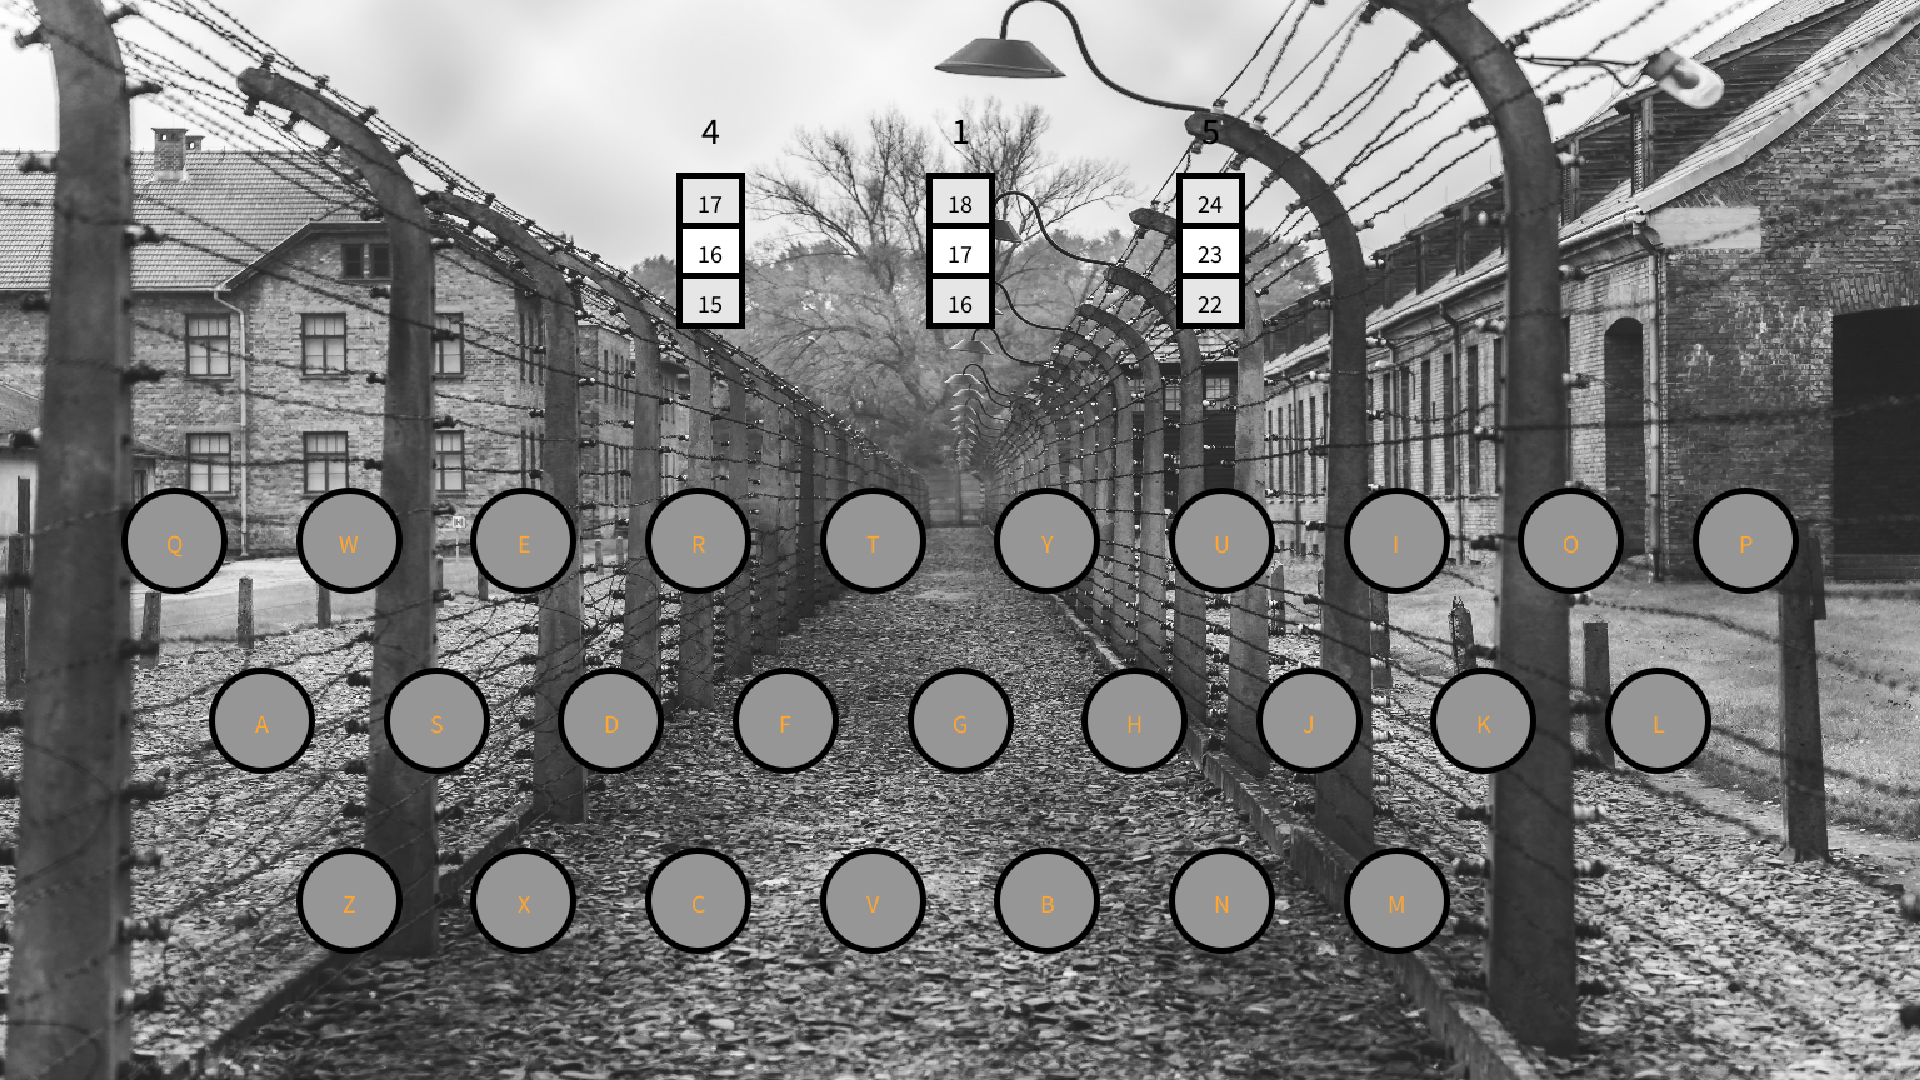 4 1 5
17 18 24
16 17 23
15 16 22
Q W E R T Y U I O P
A S D F G H J K L
Z X C V B N M